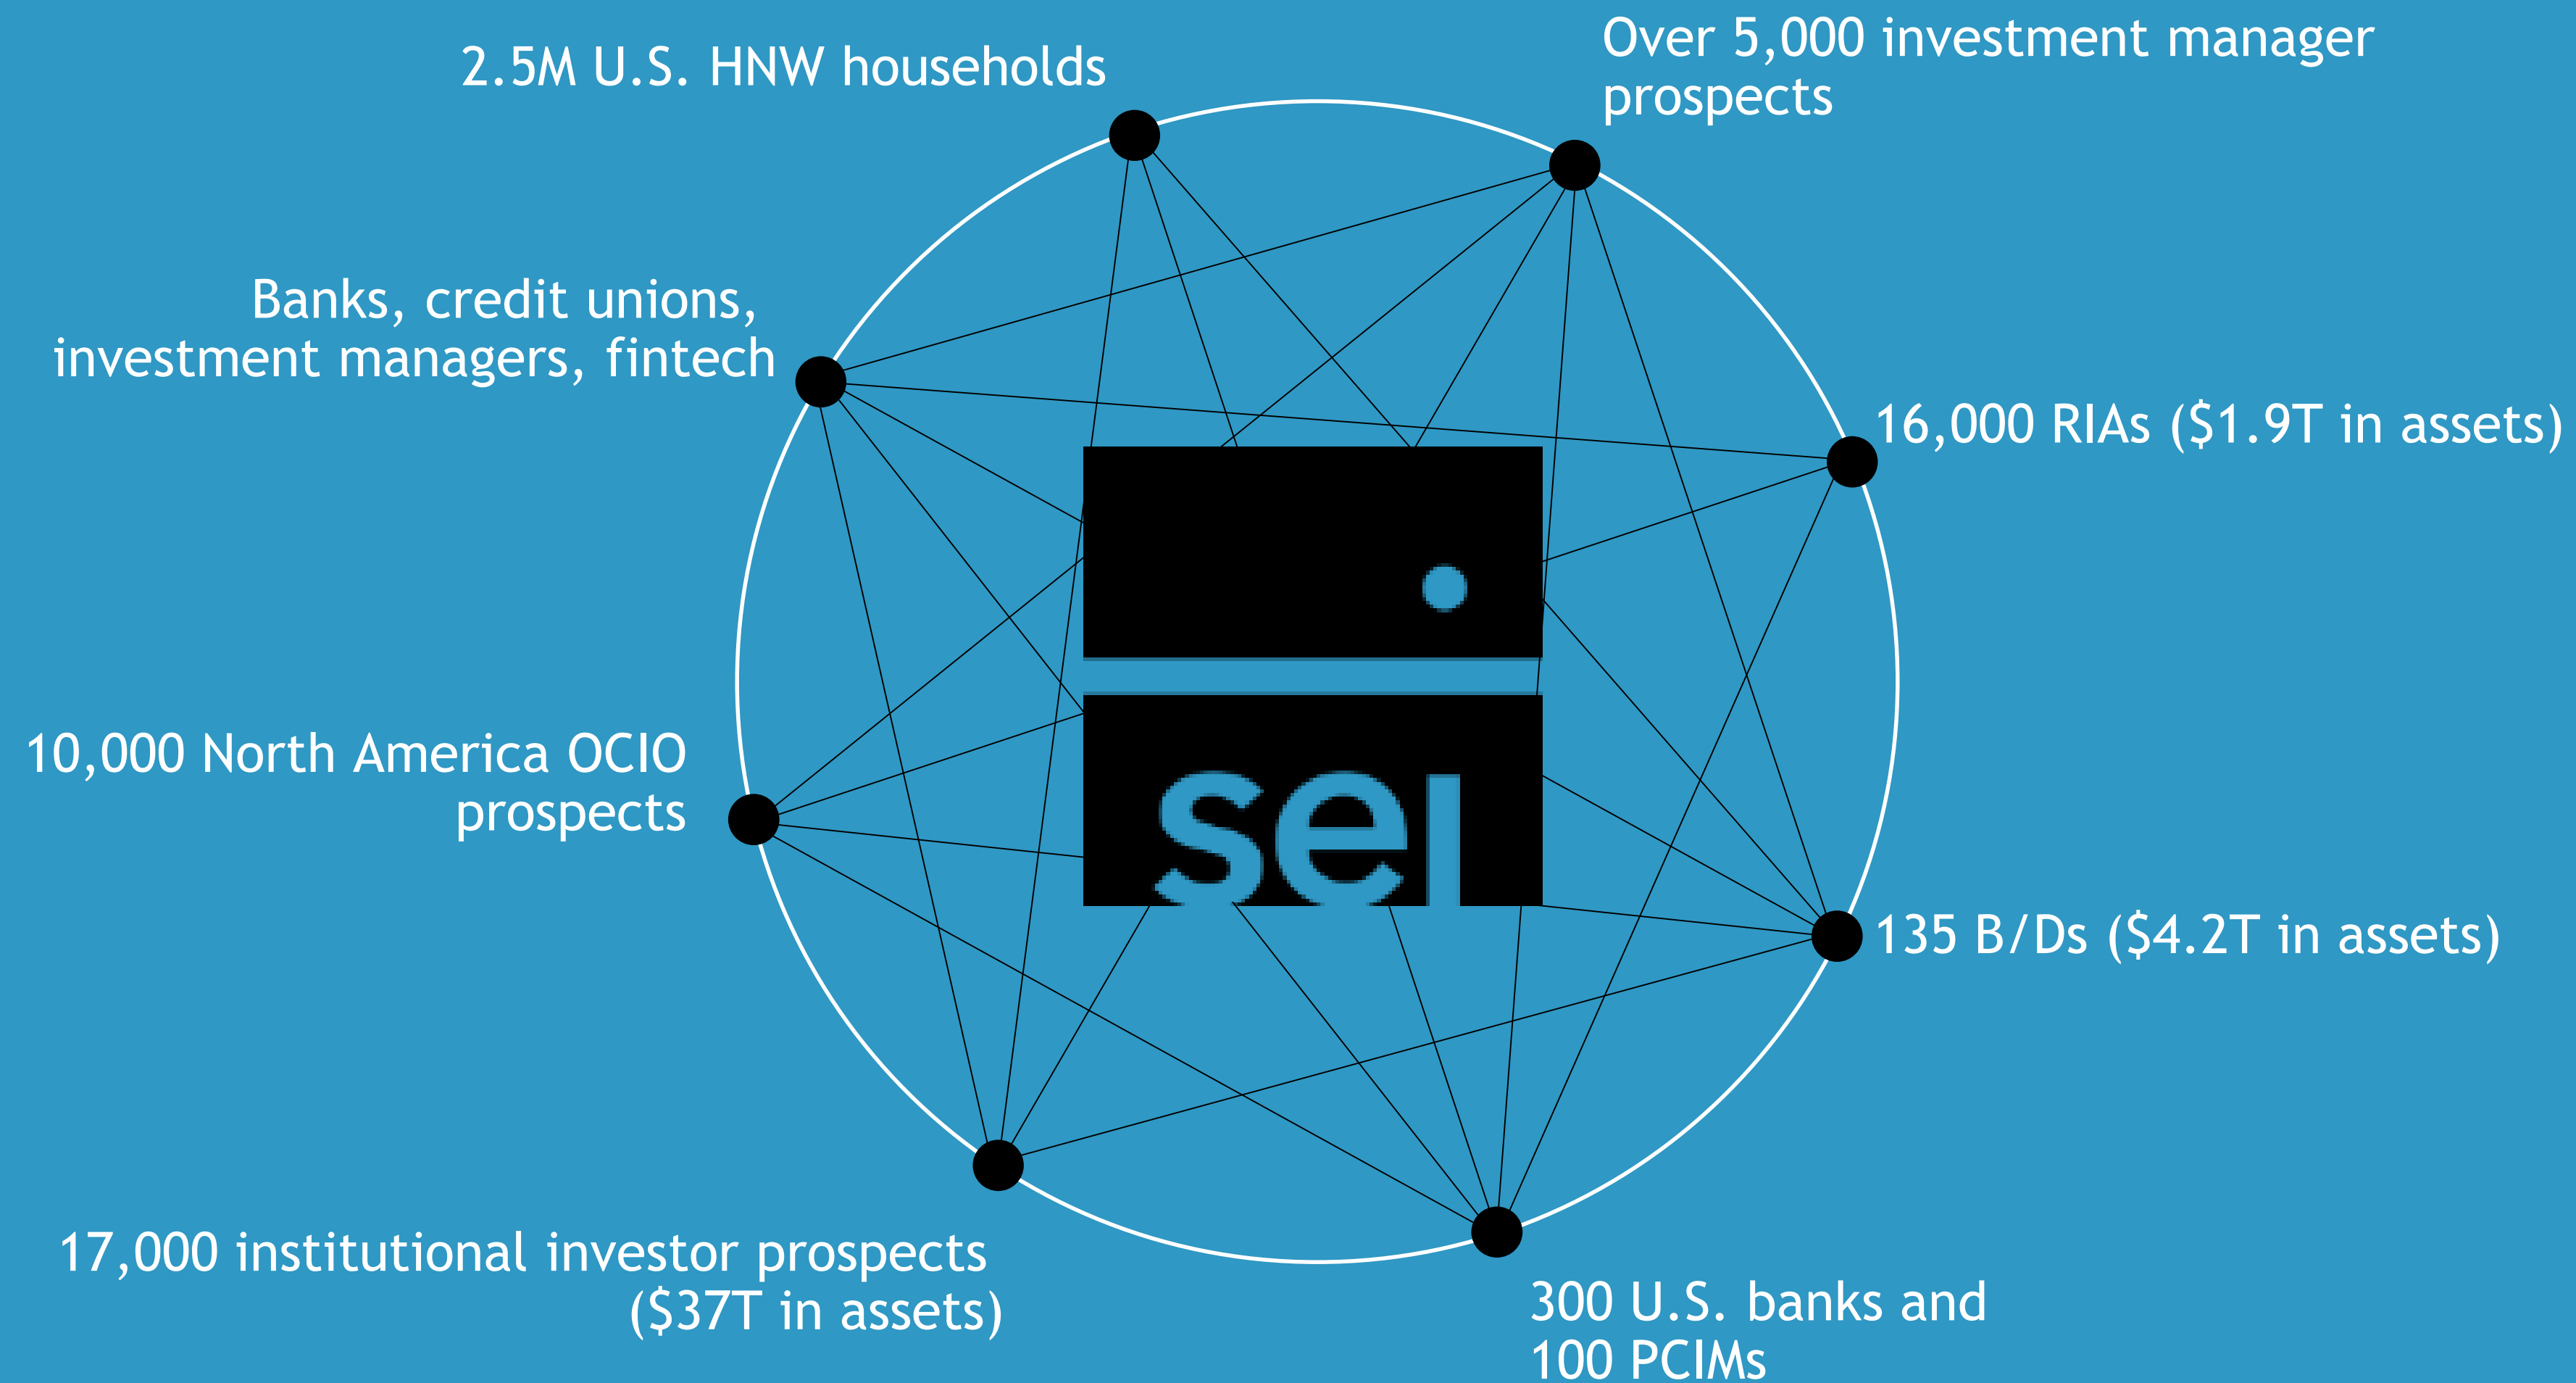 2.5M U.S. HNW households
Over 5,000 investment manager
prospects
Banks, credit unions,
investment managers, fintech
16,000 RIAs ($1.9T in assets)
10,000 North America OCIO
prospects
sei
135 B/Ds ($4.2T in assets)
17,000 institutional investor prospects
($37T in assets)
300 U.S. banks and
100 PCIMs